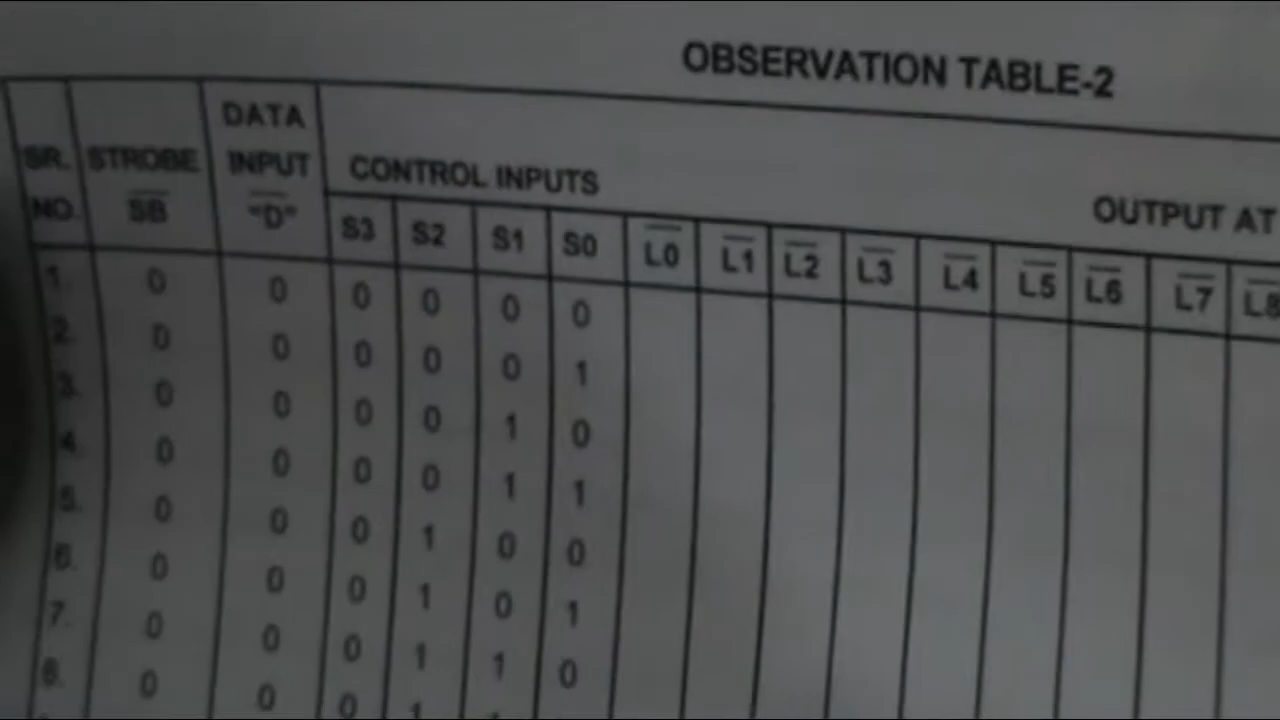 OBSERVATION TABLE-2
SR. NO. STROBE SB DATA INPUT "D" CONTROL INPUTS OUTPUT AT
S3 S2 S1 S0 L0 L1 L2 L3 L4 L5 L6 L7 L8
1. 0 0 0 0 0 0
2. 0 0 0 0 0 1
3. 0 0 0 0 1 0
4. 0 0 0 0 1 1
5. 0 0 0 1 0 0
6. 0 0 0 1 0 1
7. 0 0 0 1 1 0
8. 0 0 0 1